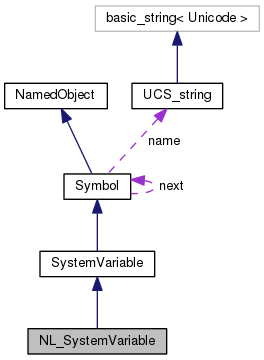 basic_string< Unicode >
NamedObject
UCS_string
name
Symbol
next
SystemVariable
NL_SystemVariable